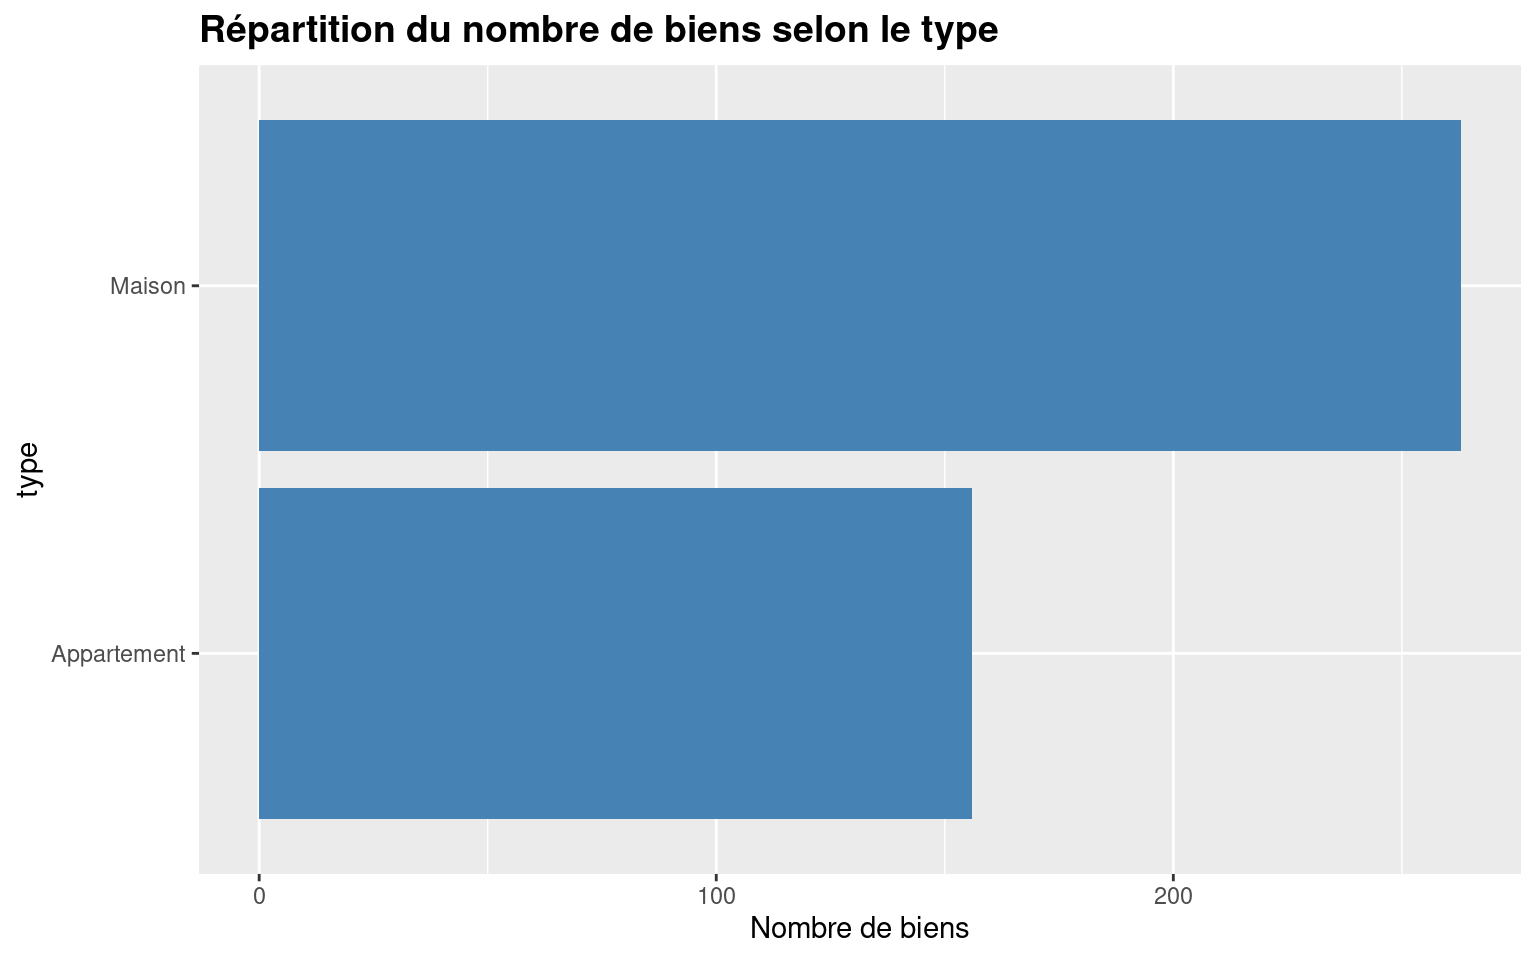 Répartition du nombre de biens selon le type
Maison
type
Appartement
0 100 200
Nombre de biens